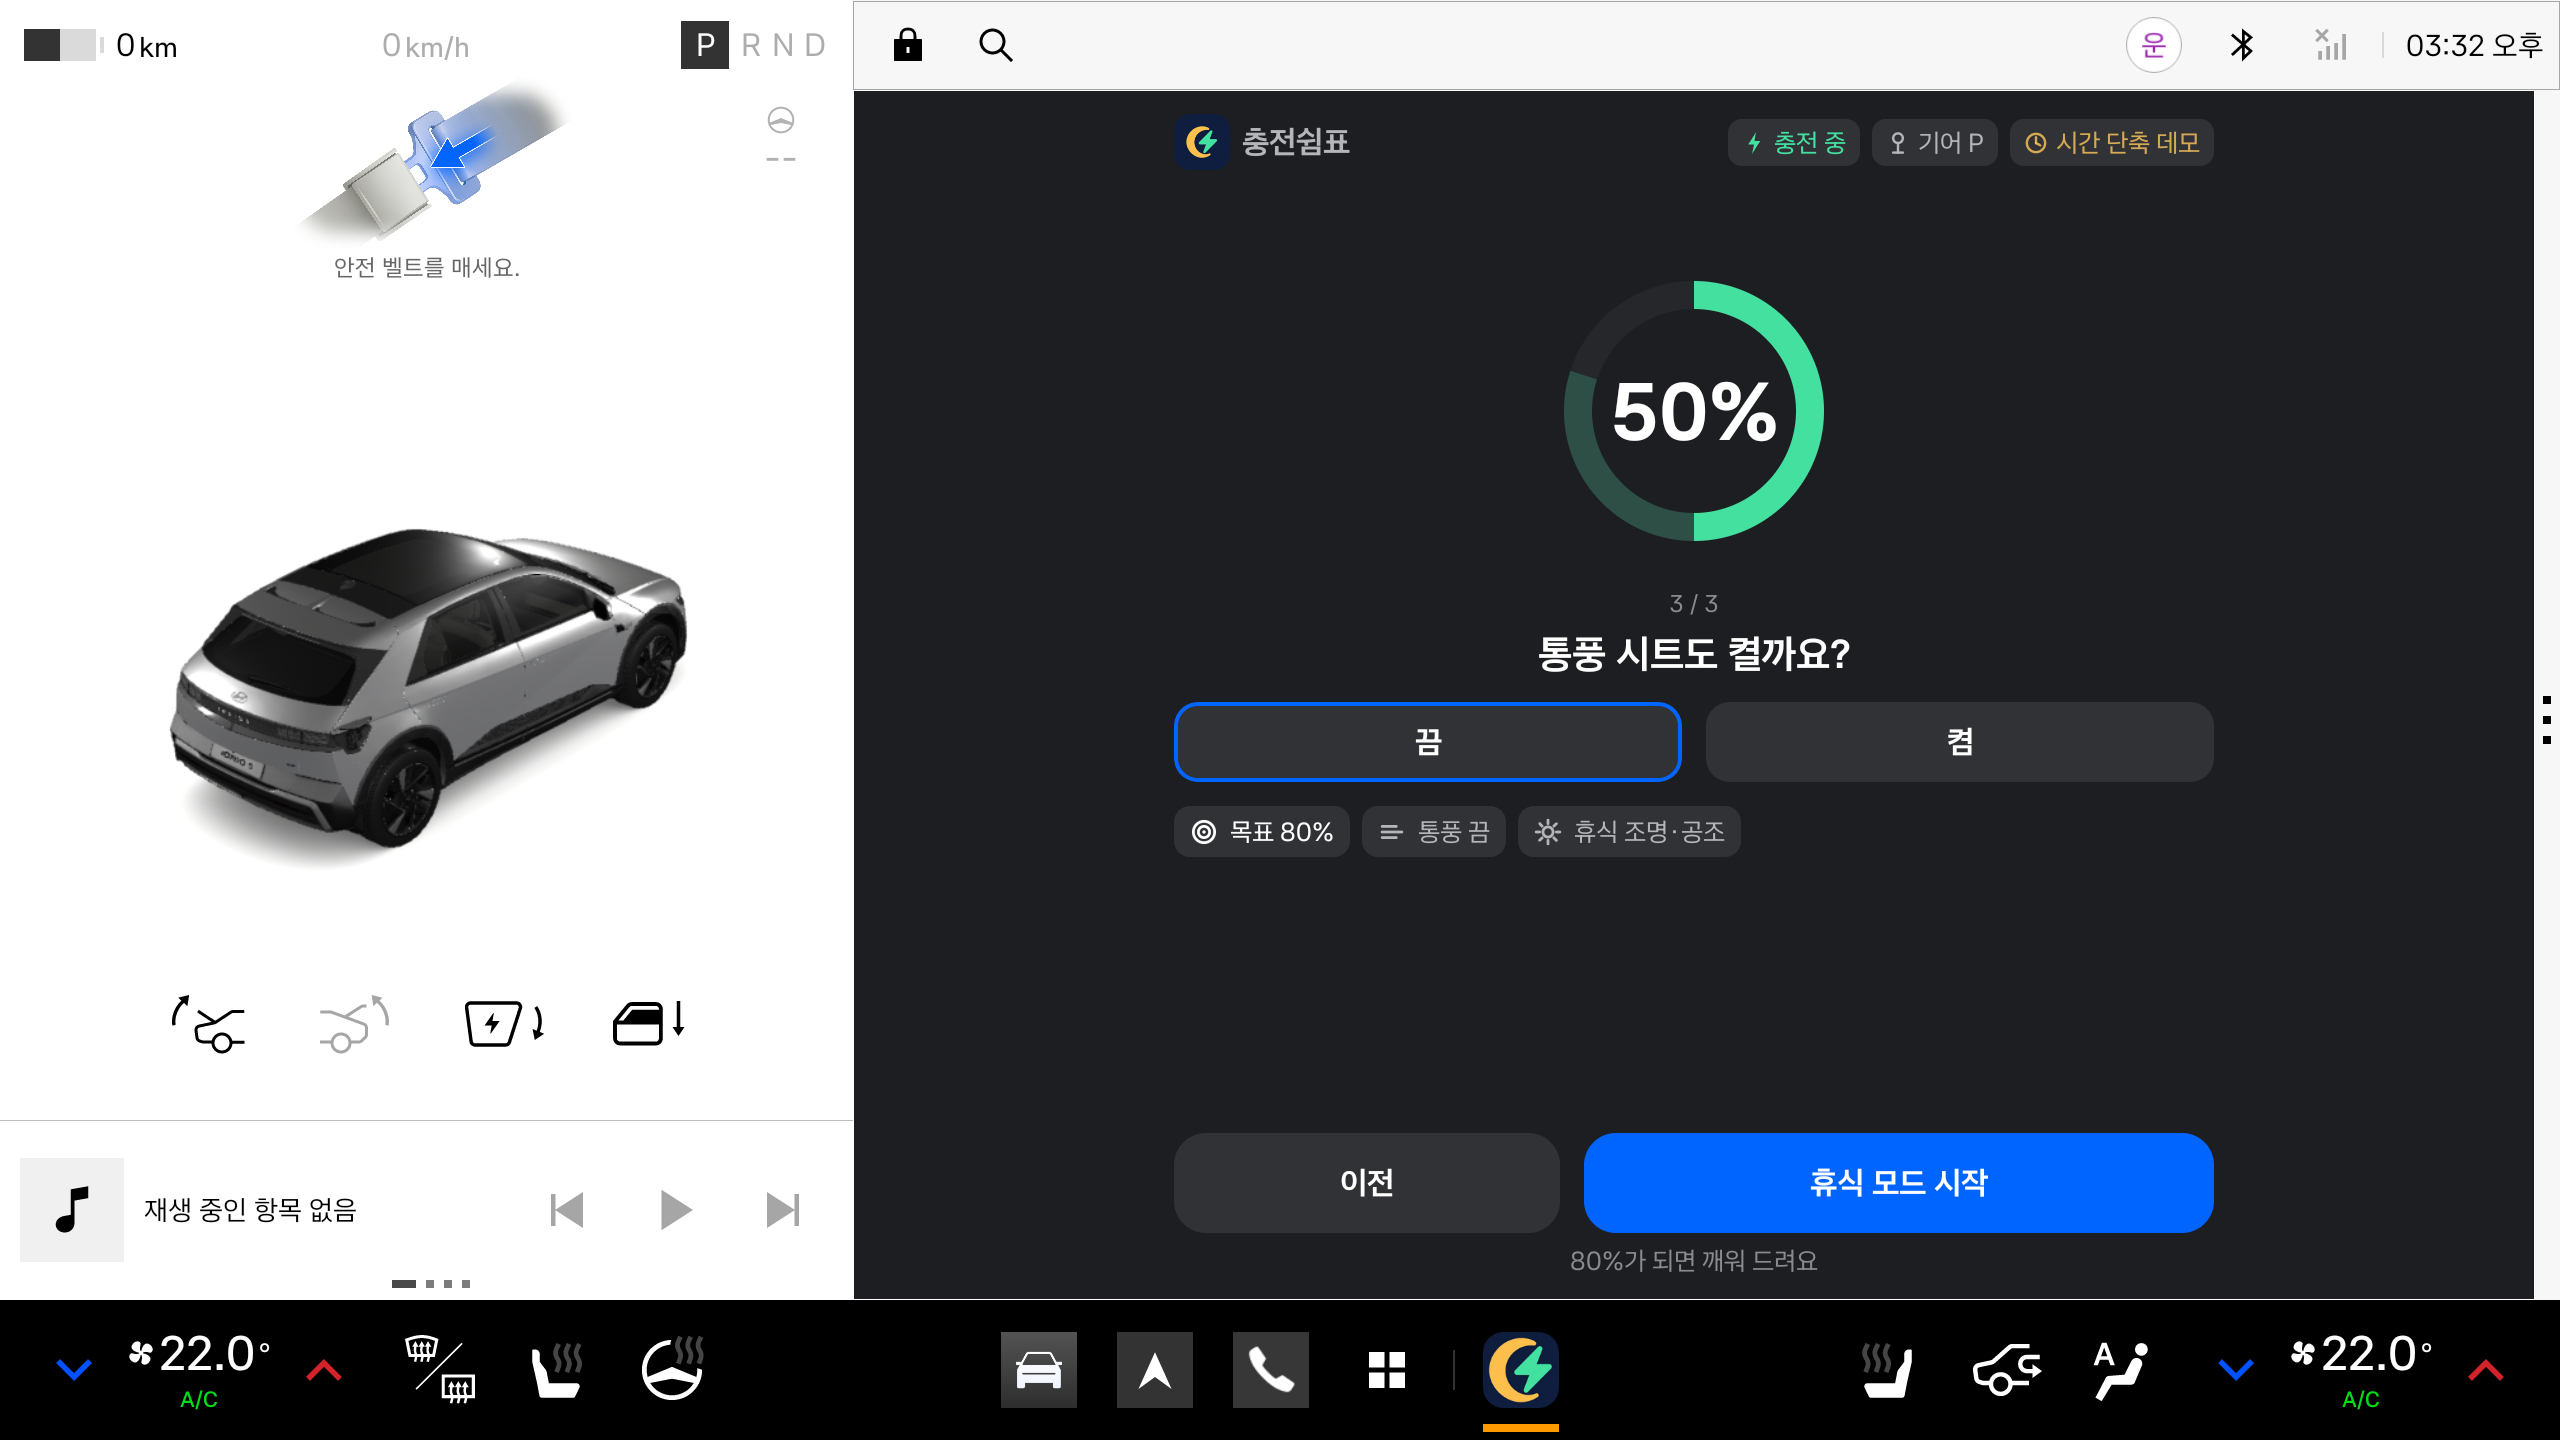 0 km
0 km/h
P R N D
운
03:32 오후
안전 벨트를 매세요.
충전쉼표
충전 중
기어 P
시간 단축 데모
50%
3 / 3
통풍 시트도 켤까요?
끔
켬
목표 80%
통풍 끔
휴식 조명·공조
IONIQ 5
재생 중인 항목 없음
이전
휴식 모드 시작
80%가 되면 깨워 드려요
22.0°
A/C
A
22.0°
A/C